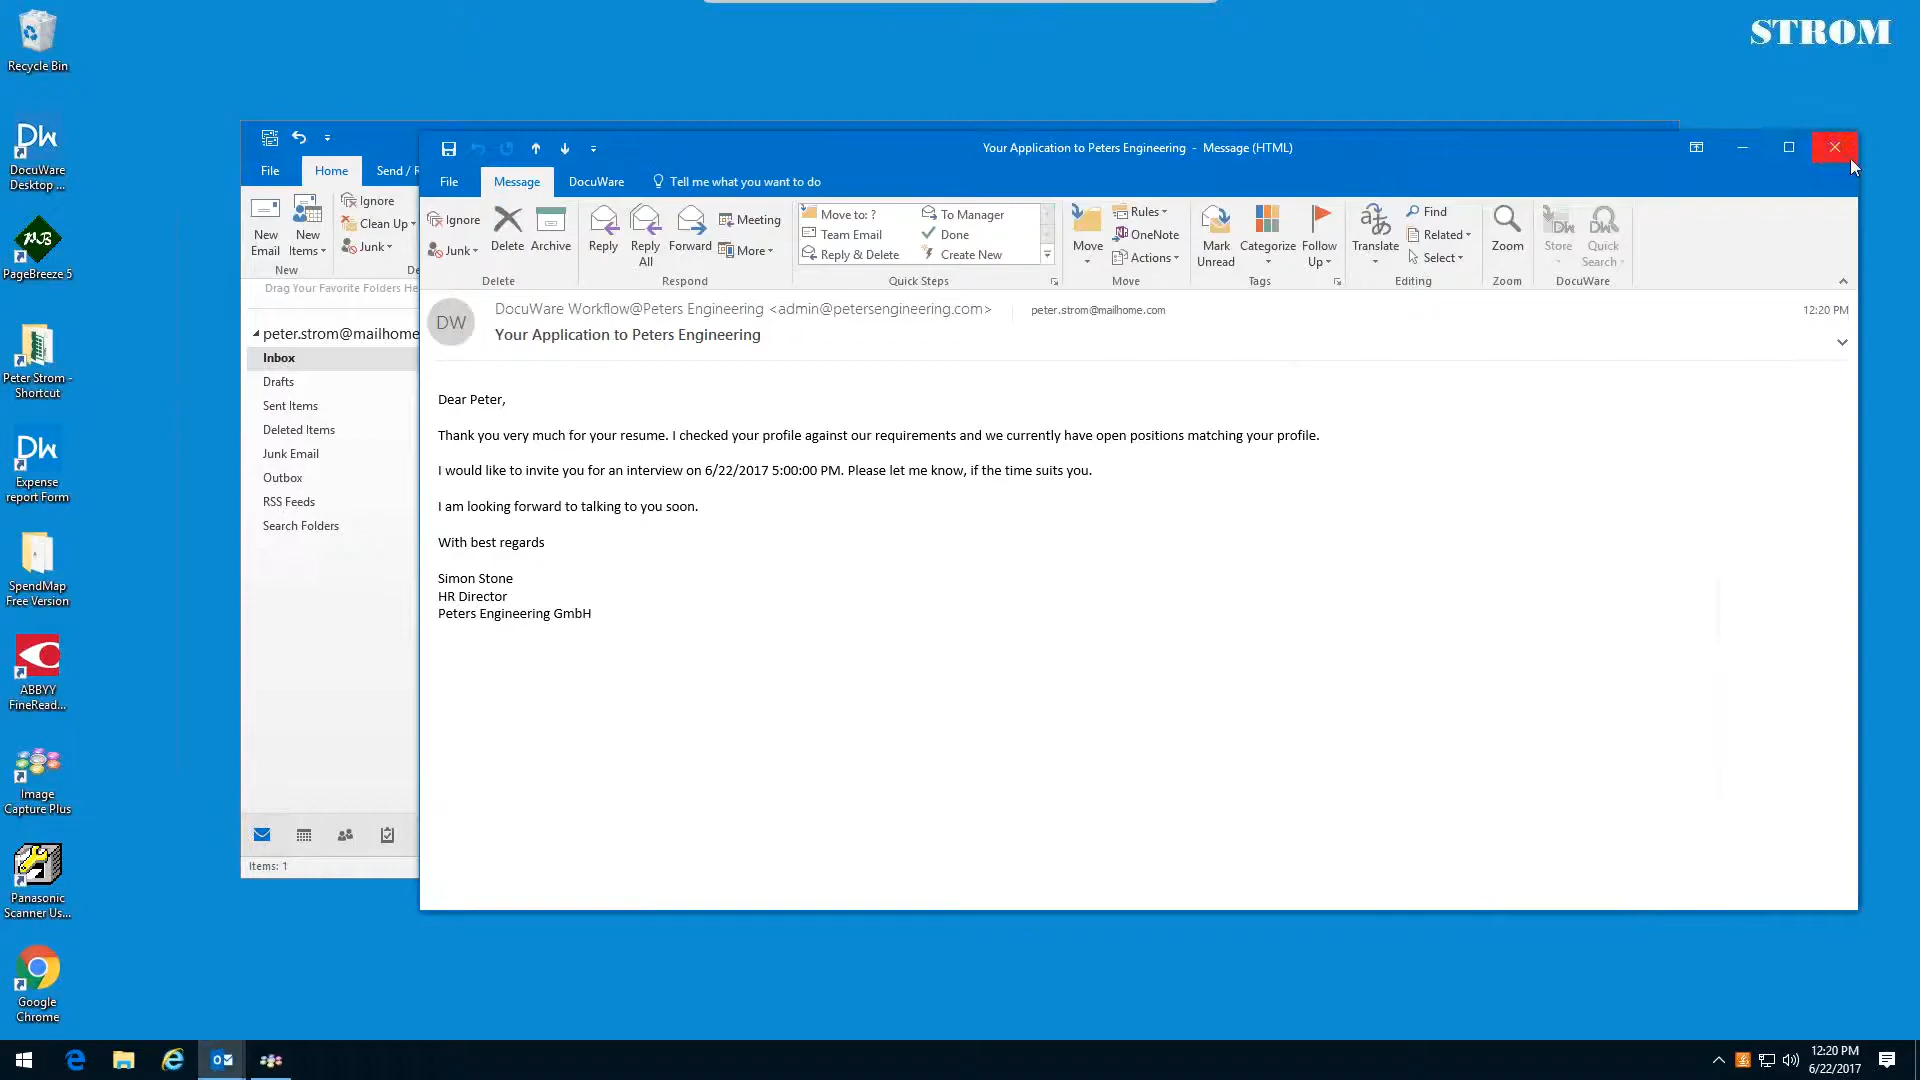 STROM
Recycle Bin
DocuWare
Desktop ...
PageBreeze 5
Peter Strom -
Shortcut
Expense
report Form
SpendMap
Free Version
ABBYY
FineRead...
Image
Capture Plus
Panasonic
Scanner Us...
Google
Chrome
File
Home
Send / R
New
Email
New
Items
Ignore
Clean Up
Junk
New
De
Drag Your Favorite Folders He
peter.strom@mailhome
Inbox
Drafts
Sent Items
Deleted Items
Junk Email
Outbox
RSS Feeds
Search Folders
Items: 1
Your Application to Peters Engineering - Message (HTML)
File
Message
DocuWare
Tell me what you want to do
Ignore
Junk
Delete
Archive
Delete
Reply
Reply
All
Forward
Meeting
More
Respond
Move to: ?
Team Email
Reply & Delete
To Manager
Done
Create New
Quick Steps
Move
Rules
OneNote
Actions
Move
Mark
Unread
Categorize
Follow
Up
Tags
Translate
Find
Related
Select
Editing
Zoom
Zoom
Store
Quick
Search
DocuWare
DW
DocuWare Workflow@Peters Engineering <admin@petersengineering.com>
peter.strom@mailhome.com
12:20 PM
Your Application to Peters Engineering
Dear Peter,
Thank you very much for your resume. I checked your profile against our requirements and we currently have open positions matching your profile.
I would like to invite you for an interview on 6/22/2017 5:00:00 PM. Please let me know, if the time suits you.
I am looking forward to talking to you soon.
With best regards
Simon Stone
HR Director
Peters Engineering GmbH
12:20 PM
6/22/2017